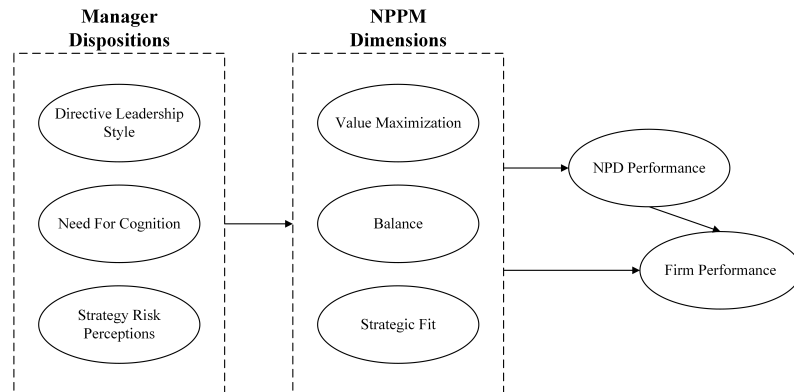 Manager
Dispositions
NPPM
Dimensions
Directive Leadership
Style
Need For Cognition
Strategy Risk
Perceptions
Value Maximization
Balance
Strategic Fit
NPD Performance
Firm Performance